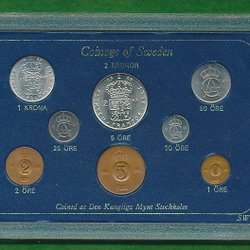 Coinage of Sweden
2 KRONOR
1 KRONA
50 ÖRE
25 ÖRE
5 ÖRE
10 ÖRE
2 ÖRE
1 ÖRE
Coined at Den Kungliga Mynt Stockholm
SW